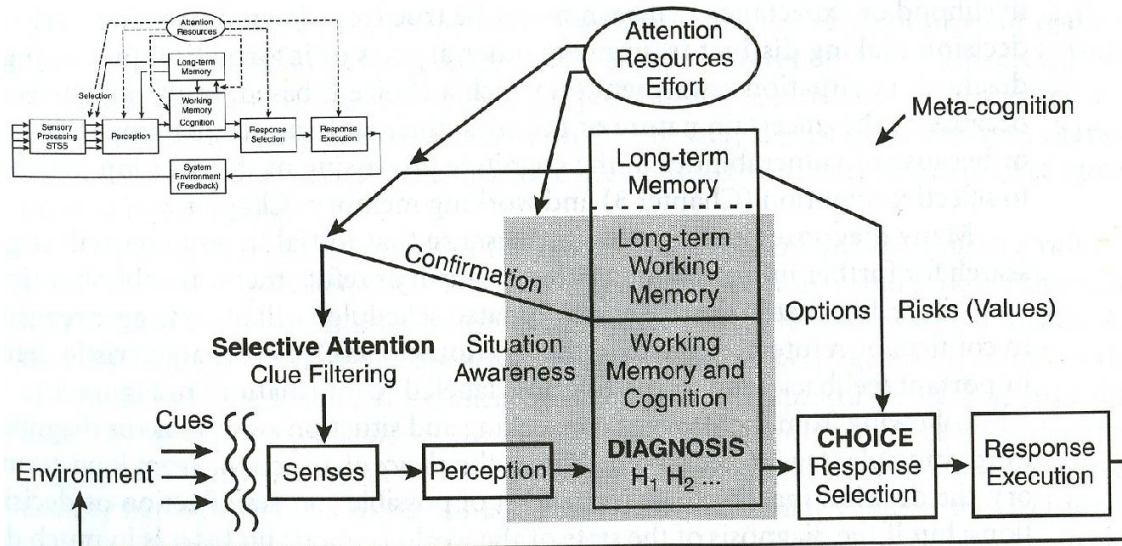 Attention
Resources
Long-term
Memory
Selection
Working
Memory
Cognition
Sensory
Processing
STSS
Perception
Response
Selection
Response
Execution
System
Environment
(Feedback)
Attention
Resources
Effort
Meta-cognition
Long-term
Memory
Long-term
Working
Memory
Confirmation
Options
Risks (Values)
Selective Attention
Clue Filtering
Situation
Awareness
Working
Memory and
Cognition
Cues
Environment
Senses
Perception
DIAGNOSIS
H₁ H₂ ...
CHOICE
Response
Selection
Response
Execution